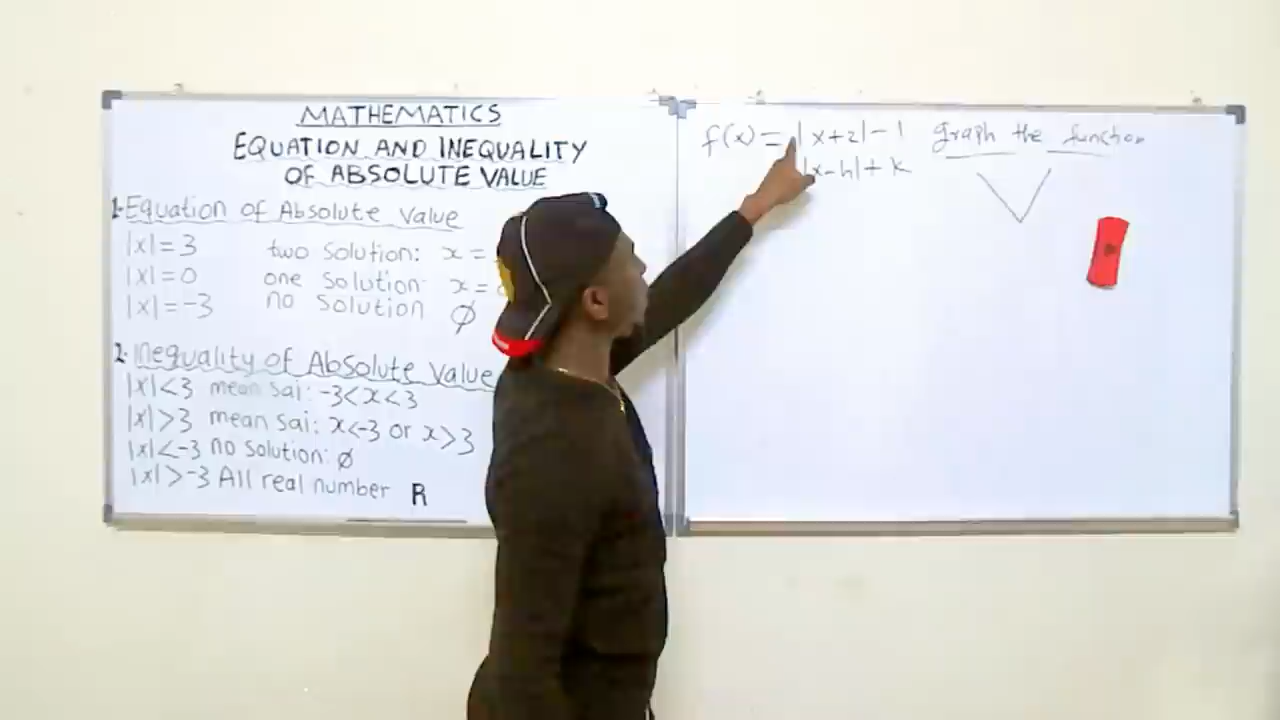 MATHEMATICS
EQUATION AND INEQUALITY
OF ABSOLUTE VALUE
1. Equation of Absolute Value
|x|=3 two solution: x =
|x|=0 one solution: x =
|x|=-3 no solution ∅
2. Inequality of Absolute Value
|x|<3 mean sai: -3<x<3
|x|>3 mean sai: x<-3 or x>3
|x|<-3 no solution: ∅
|x|>-3 All real number R
f(x) = |x+2|-1 graph the function
|x-h|+k